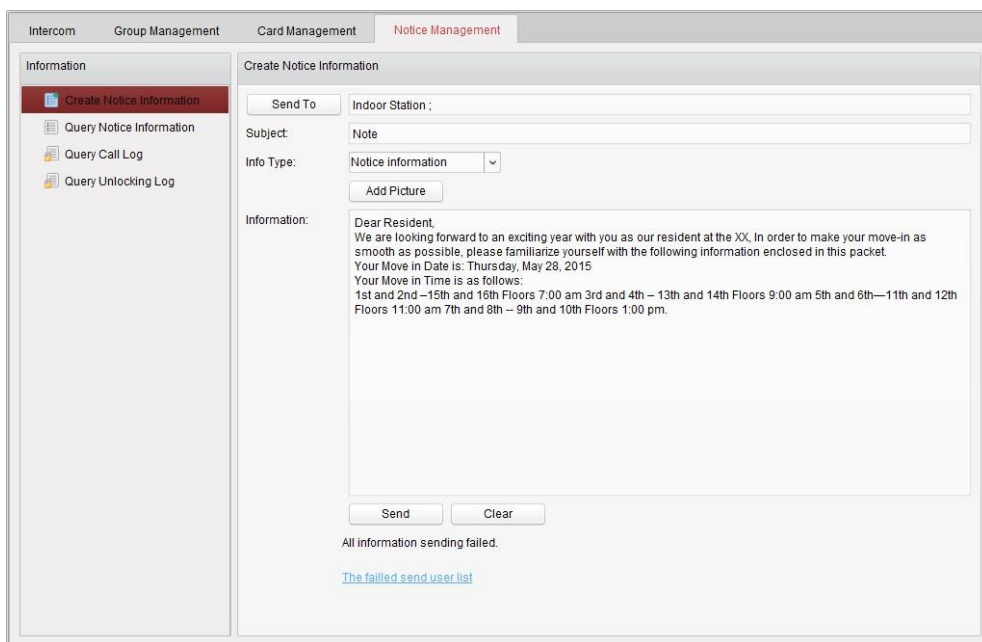 Intercom Group Management Card Management Notice Management
Information
Create Notice Information
Query Notice Information
Query Call Log
Query Unlocking Log
Create Notice Information
Send To Indoor Station ;
Subject: Note
Info Type: Notice information
Add Picture
Information: Dear Resident,
We are looking forward to an exciting year with you as our resident at the XX, In order to make your move-in as
smooth as possible, please familiarize yourself with the following information enclosed in this packet.
Your Move in Date is: Thursday, May 28, 2015
Your Move in Time is as follows:
1st and 2nd –15th and 16th Floors 7:00 am 3rd and 4th – 13th and 14th Floors 9:00 am 5th and 6th—11th and 12th
Floors 11:00 am 7th and 8th -- 9th and 10th Floors 1:00 pm.
Send Clear
All information sending failed.
The failled send user list